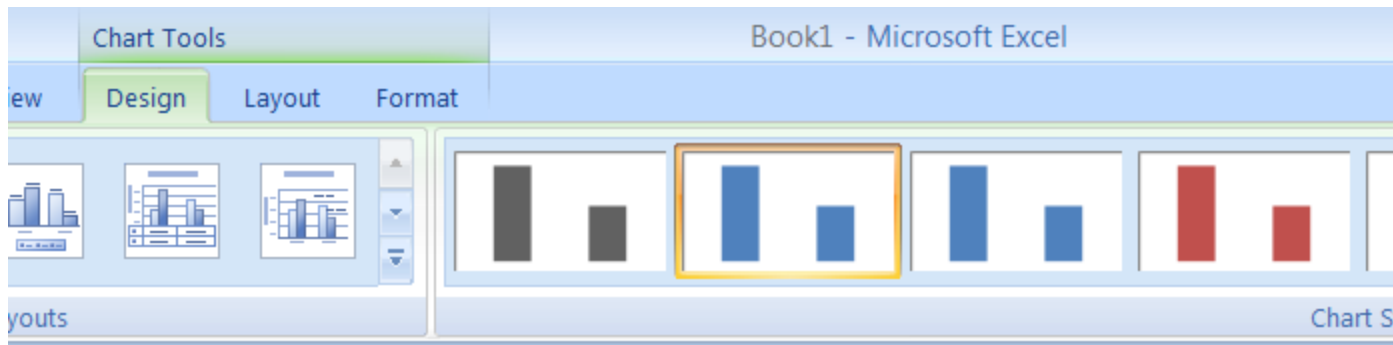 Chart Tools
Book1 - Microsoft Excel
iew Design Layout Format
youts
Chart S